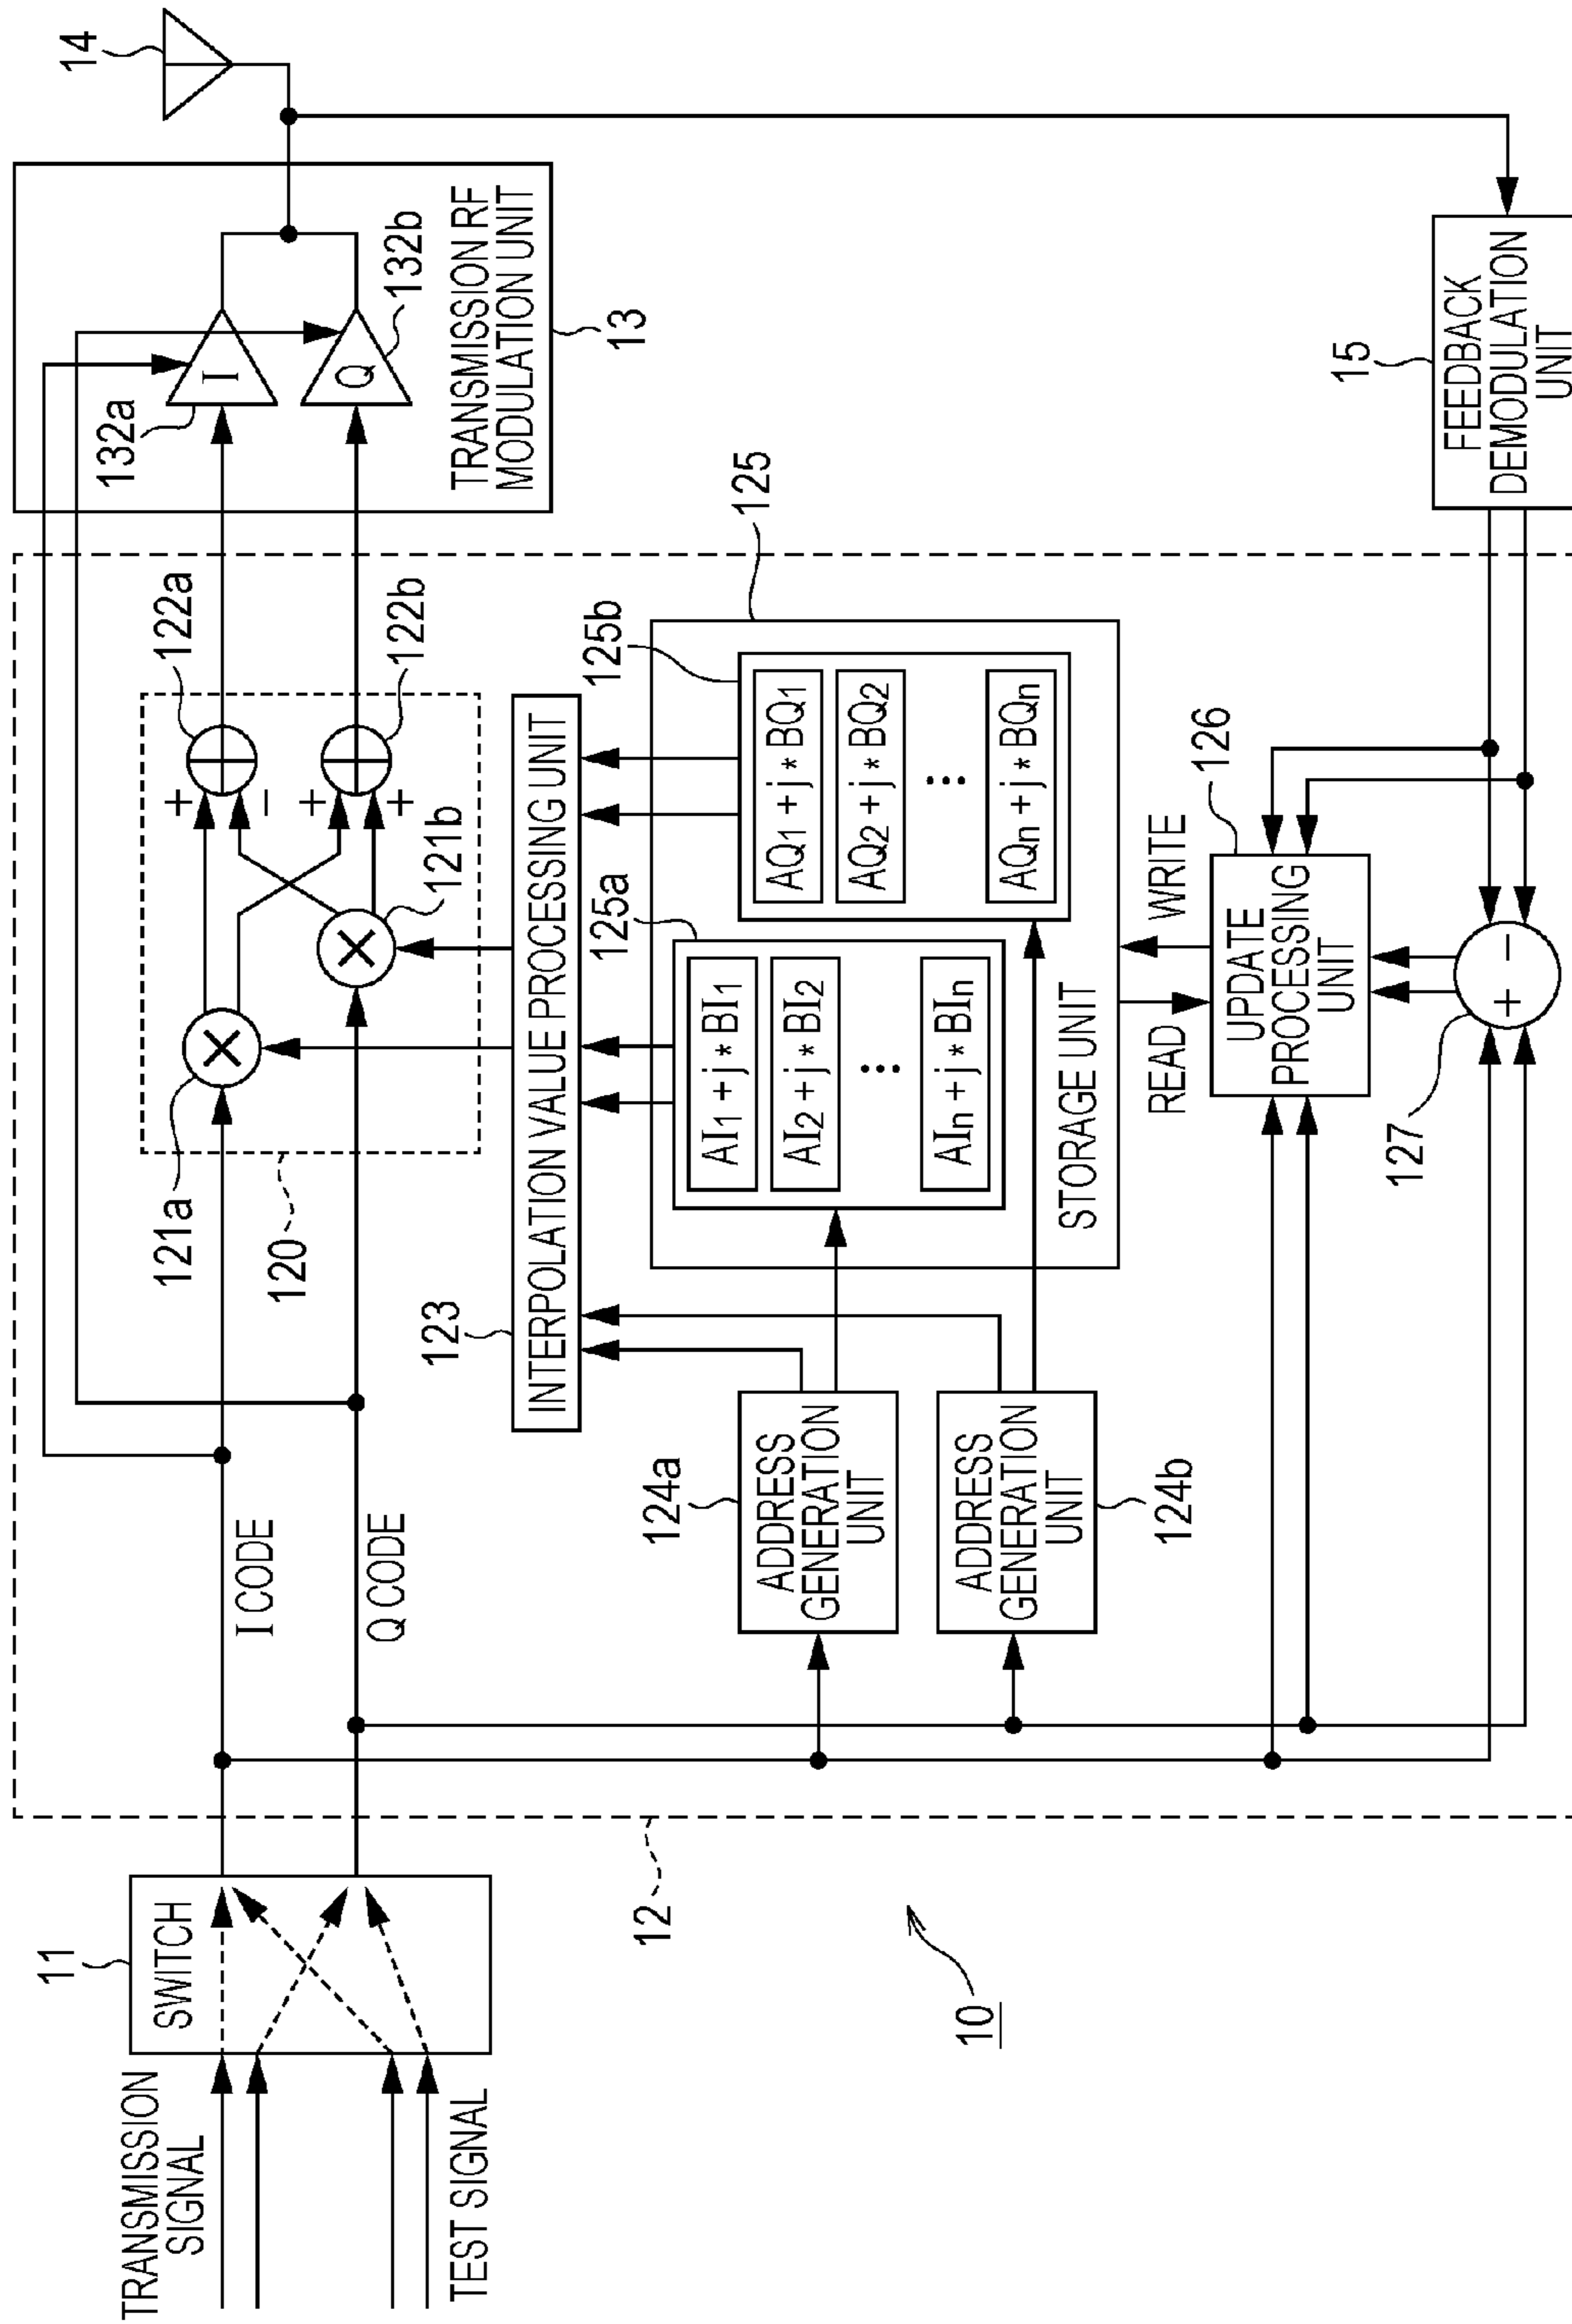 10
TRANSMISSION
SIGNAL
TEST SIGNAL
11
SWITCH
12
I CODE
Q CODE
120
121a
121b
+
-
+
+
122a
122b
123
INTERPOLATION VALUE PROCESSING UNIT
124a
ADDRESS
GENERATION
UNIT
124b
ADDRESS
GENERATION
UNIT
125
125a
AI1 + j * BI1
AI2 + j * BI2
...
AIn + j * BIn
125b
AQ1 + j * BQ1
AQ2 + j * BQ2
...
AQn + j * BQn
STORAGE UNIT
READ
WRITE
126
UPDATE
PROCESSING
UNIT
127
+
-
132a
I
132b
Q
TRANSMISSION RF
MODULATION UNIT
13
14
15
FEEDBACK
DEMODULATION
UNIT